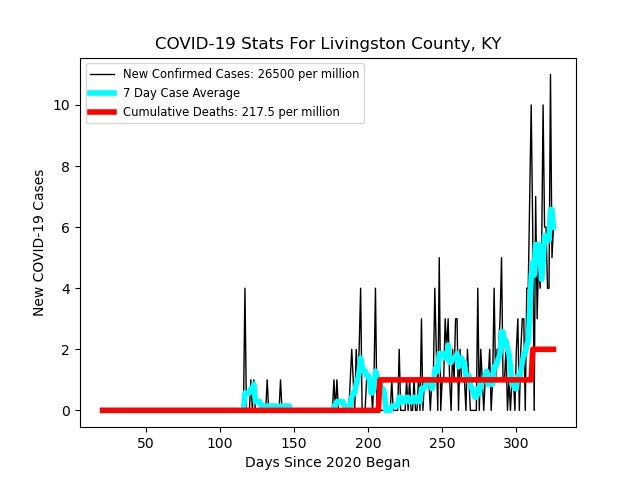 COVID-19 Stats For Livingston County, KY
New Confirmed Cases: 26500 per million
7 Day Case Average
Cumulative Deaths: 217.5 per million
New COVID-19 Cases
10
8
6
4
2
0
50 100 150 200 250 300
Days Since 2020 Began